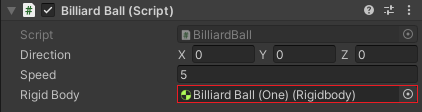 Billiard Ball (Script)
Script BilliardBall
Direction X 0 Y 0 Z 0
Speed 5
Rigid Body Billiard Ball (One) (Rigidbody)